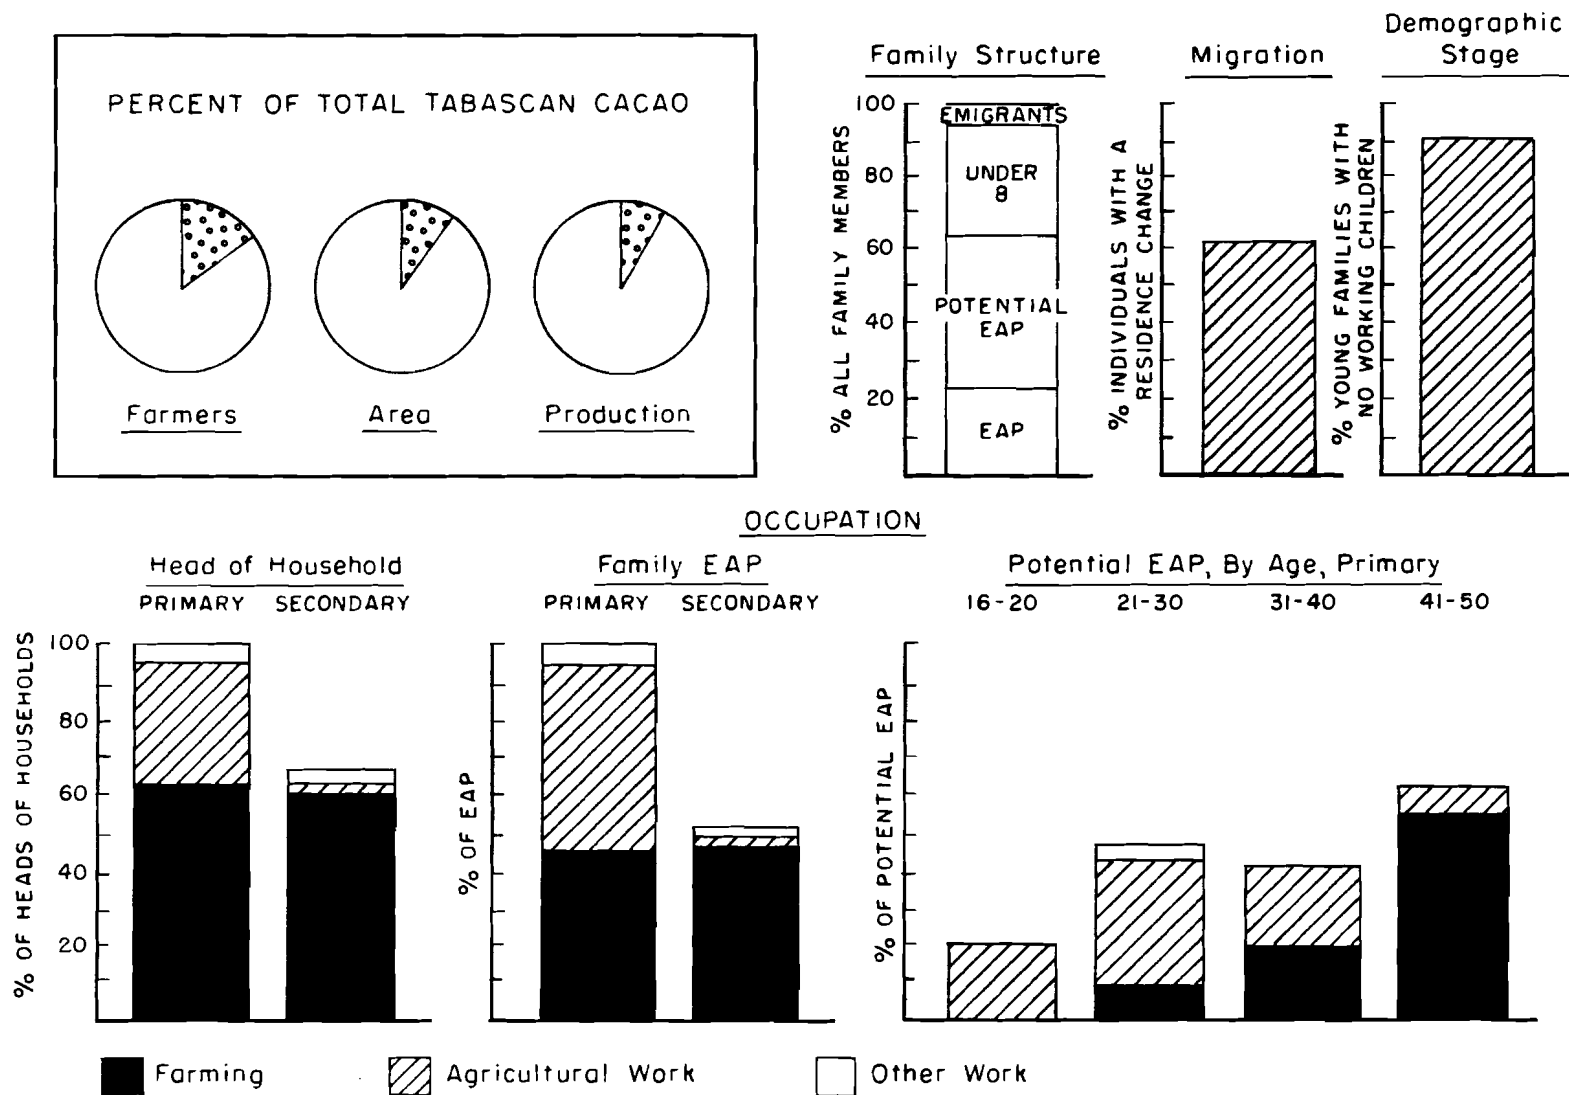 PERCENT OF TOTAL TABASCAN CACAO
Farmers
Area
Production
Family Structure
% ALL FAMILY MEMBERS
100
80
60
40
20
EMIGRANTS
UNDER
8
POTENTIAL
EAP
EAP
Migration
% INDIVIDUALS WITH A
RESIDENCE CHANGE
Demographic
Stage
% YOUNG FAMILIES WITH
NO WORKING CHILDREN
OCCUPATION
Head of Household
PRIMARY SECONDARY
% OF HEADS OF HOUSEHOLDS
100
80
60
40
20
Family EAP
PRIMARY SECONDARY
% OF EAP
Potential EAP, By Age, Primary
16-20 21-30 31-40 41-50
% OF POTENTIAL EAP
Farming
Agricultural Work
Other Work